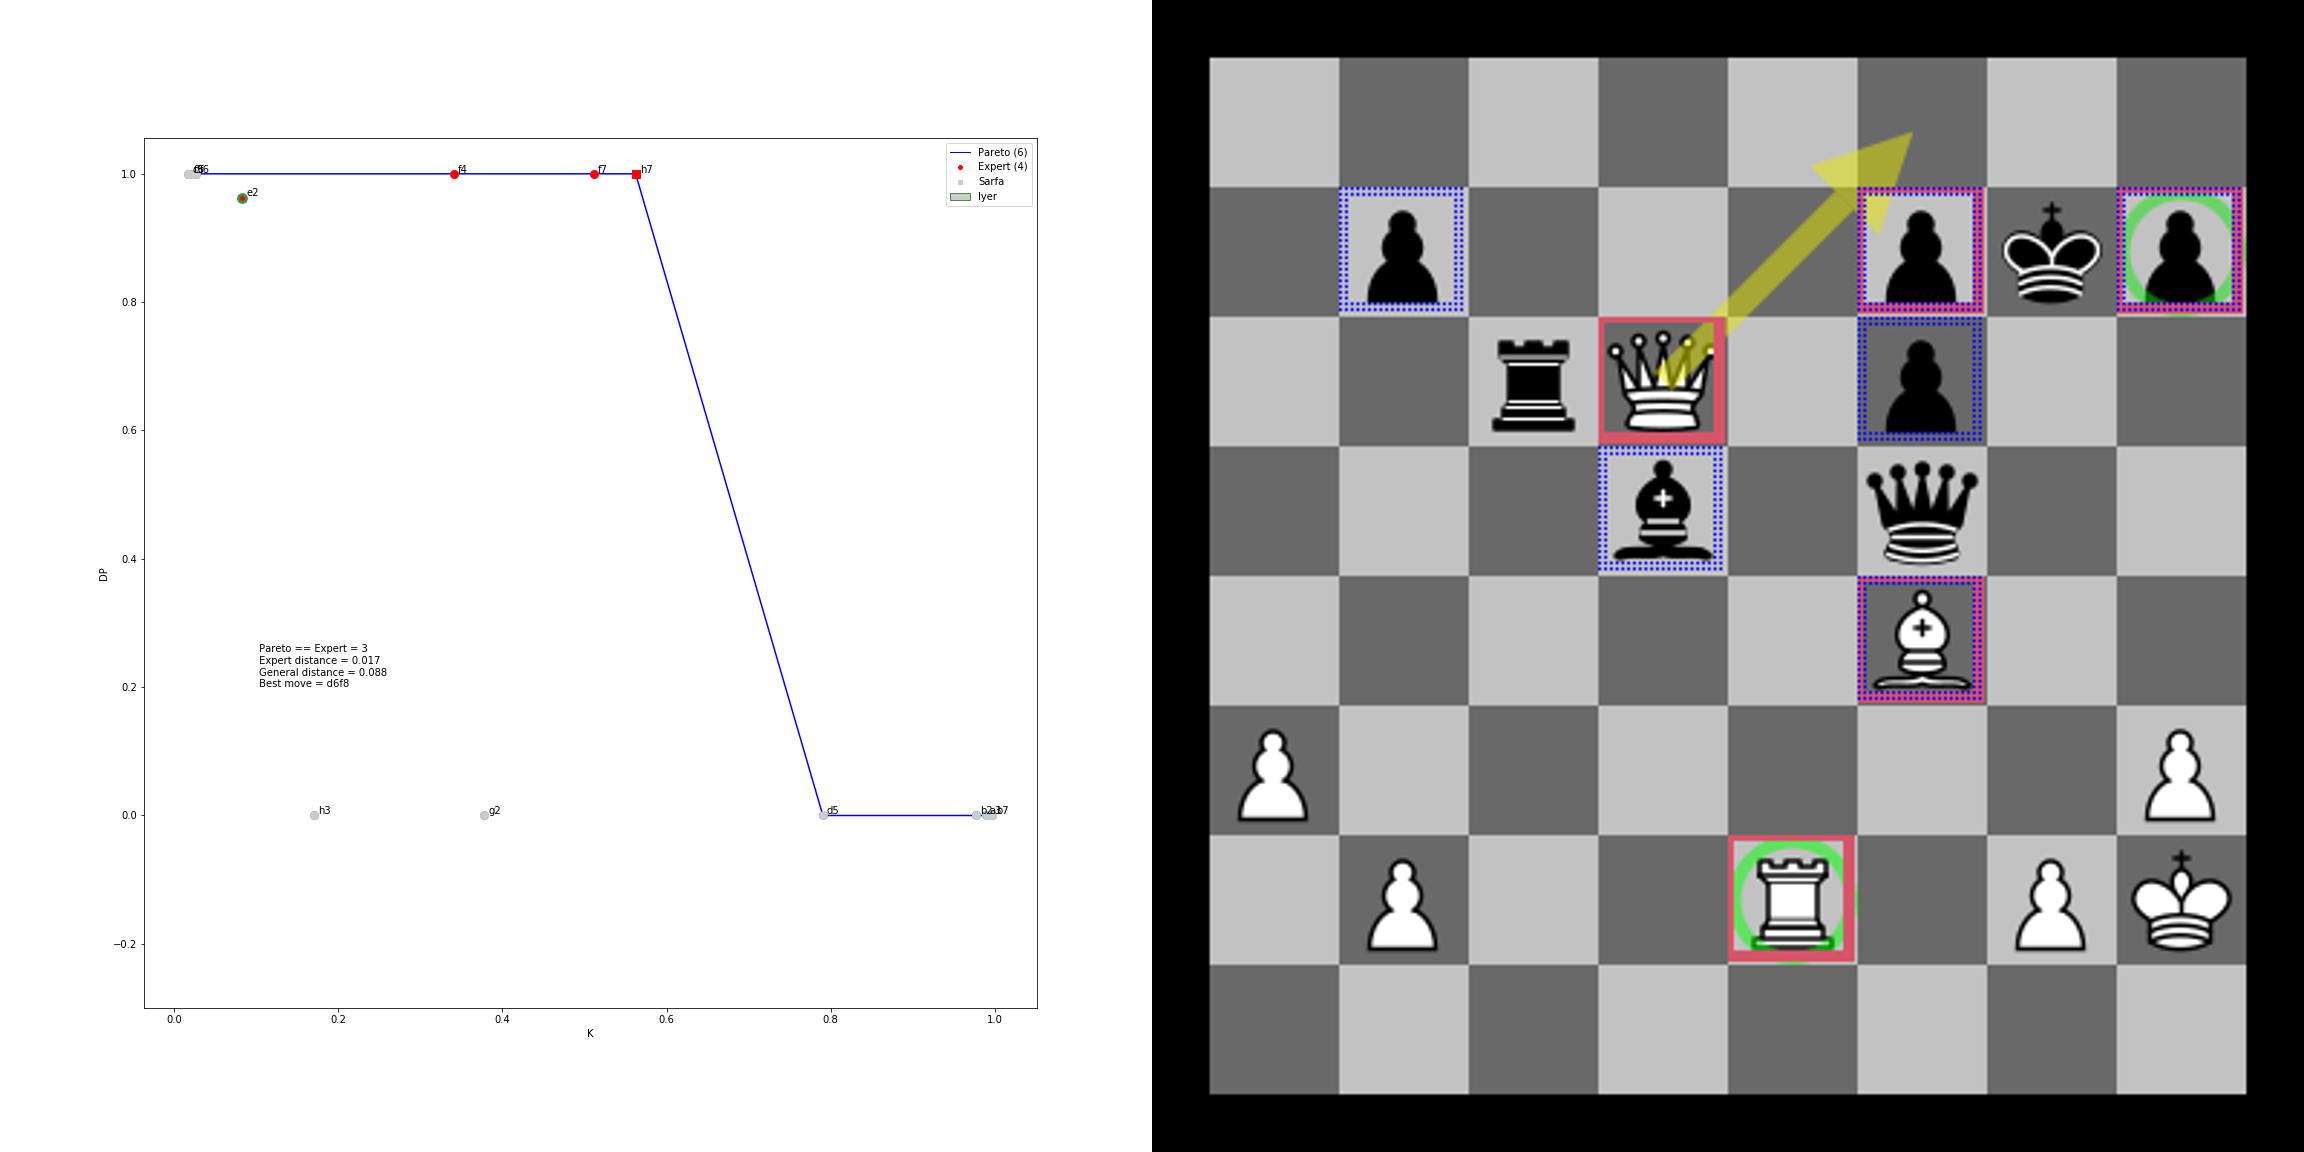 Pareto (6)
Expert (4)
Sarfa
Iyer
f4
f7
h7
e2
Pareto == Expert = 3
Expert distance = 0.017
General distance = 0.088
Best move = d6f8
h3
g2
d5
1.0
0.8
0.6
0.4
0.2
0.0
−0.2
DP
0.0
0.2
0.4
0.6
0.8
1.0
K